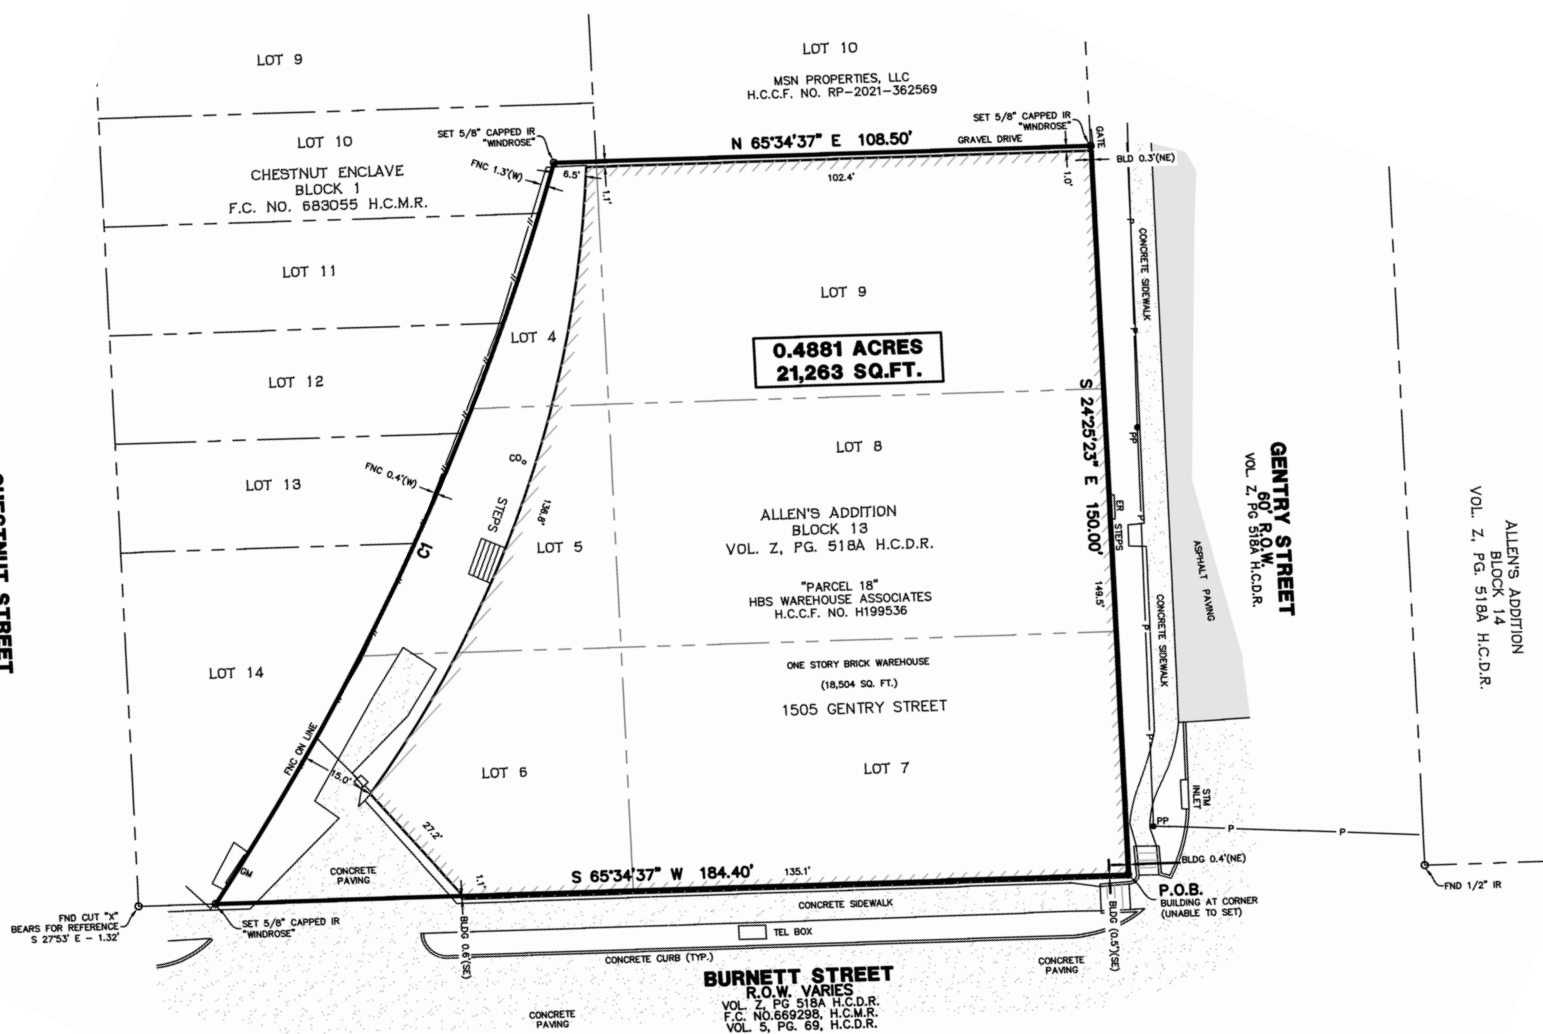 LOT 9
LOT 10
MSN PROPERTIES, LLC
H.C.C.F. NO. RP-2021-362569
LOT 10
CHESTNUT ENCLAVE
BLOCK 1
F.C. NO. 683055 H.C.M.R.
SET 5/8" CAPPED IR
"WINDROSE"
SET 5/8" CAPPED IR
"WINDROSE"
GATE
N 65°34'37" E 108.50'
GRAVEL DRIVE
BLD 0.3'(NE)
FNC 1.3'(W)
6.5'
1.1'
102.4'
1.0'
LOT 11
LOT 12
LOT 13
LOT 14
LOT 4
LOT 9
0.4881 ACRES
21,263 SQ.FT.
LOT 8
S 24°25'23" E 150.00'
149.5'
CONCRETE SIDEWALK
P
P
PP
P
P
P
ER STEPS
CONCRETE SIDEWALK
ASPHALT PAVING
GENTRY STREET
60' R.O.W.
VOL. Z, PG 518A H.C.D.R.
ALLEN'S ADDITION
BLOCK 14
VOL. Z, PG. 518A H.C.D.R.
FNC 0.4'(W)
CO
STEPS
136.8'
C1
LOT 5
ALLEN'S ADDITION
BLOCK 13
VOL. Z, PG. 518A H.C.D.R.
"PARCEL 18"
HBS WAREHOUSE ASSOCIATES
H.C.C.F. NO. H199536
ONE STORY BRICK WAREHOUSE
(18,504 SQ. FT.)
1505 GENTRY STREET
LOT 6
LOT 7
FNC ON LINE
15.0'
27.2'
1.1'
GM
CONCRETE
PAVING
S 65°34'37" W 184.40'
135.1'
STM
INLET
PP
P
P
BLDG 0.4'(NE)
FND 1/2" IR
P.O.B.
BUILDING AT CORNER
(UNABLE TO SET)
FND CUT "X"
BEARS FOR REFERENCE
S 27°53' E - 1.32'
SET 5/8" CAPPED IR
"WINDROSE"
BLDG 0.6'(SE)
CONCRETE SIDEWALK
BLDG (0.5')(SE)
TEL BOX
CONCRETE CURB (TYP.)
CONCRETE
PAVING
BURNETT STREET
R.O.W. VARIES
VOL. Z, PG 518A H.C.D.R.
F.C. NO.669298, H.C.M.R.
VOL. 5, PG. 69, H.C.D.R.
CONCRETE
PAVING
STREET